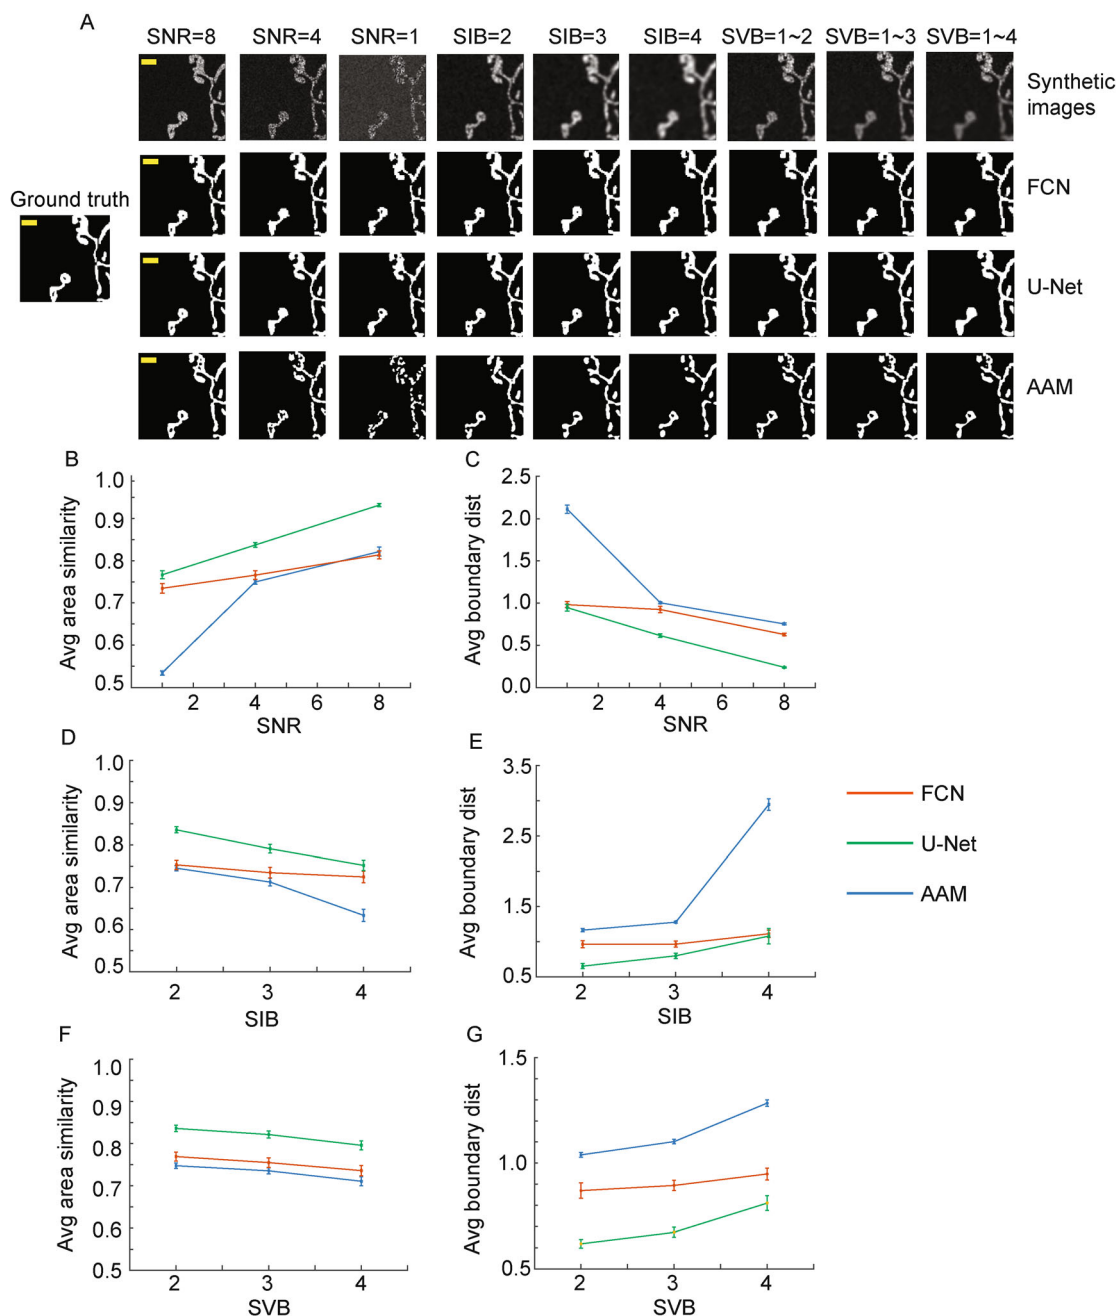 A
SNR=8 SNR=4 SNR=1 SIB=2 SIB=3 SIB=4 SVB=1~2 SVB=1~3 SVB=1~4
Synthetic
images
FCN
Ground truth
U-Net
AAM
B
Avg area similarity
1.0
0.9
0.8
0.7
0.6
0.5
2 4 6 8
SNR
C
Avg boundary dist
2.5
2.0
1.5
1.0
0.5
0.0
2 4 6 8
SNR
D
Avg area similarity
1.0
0.8
0.8
0.7
0.6
0.5
2 3 4
SIB
E
Avg boundary dist
3.5
2.5
1.5
0.5
2 3 4
SIB
FCN
U-Net
AAM
F
Avg area similarity
1.0
0.8
0.8
0.7
0.5
2 3 4
SVB
G
Avg boundary dist
1.5
1.0
0.5
2 3 4
SVB